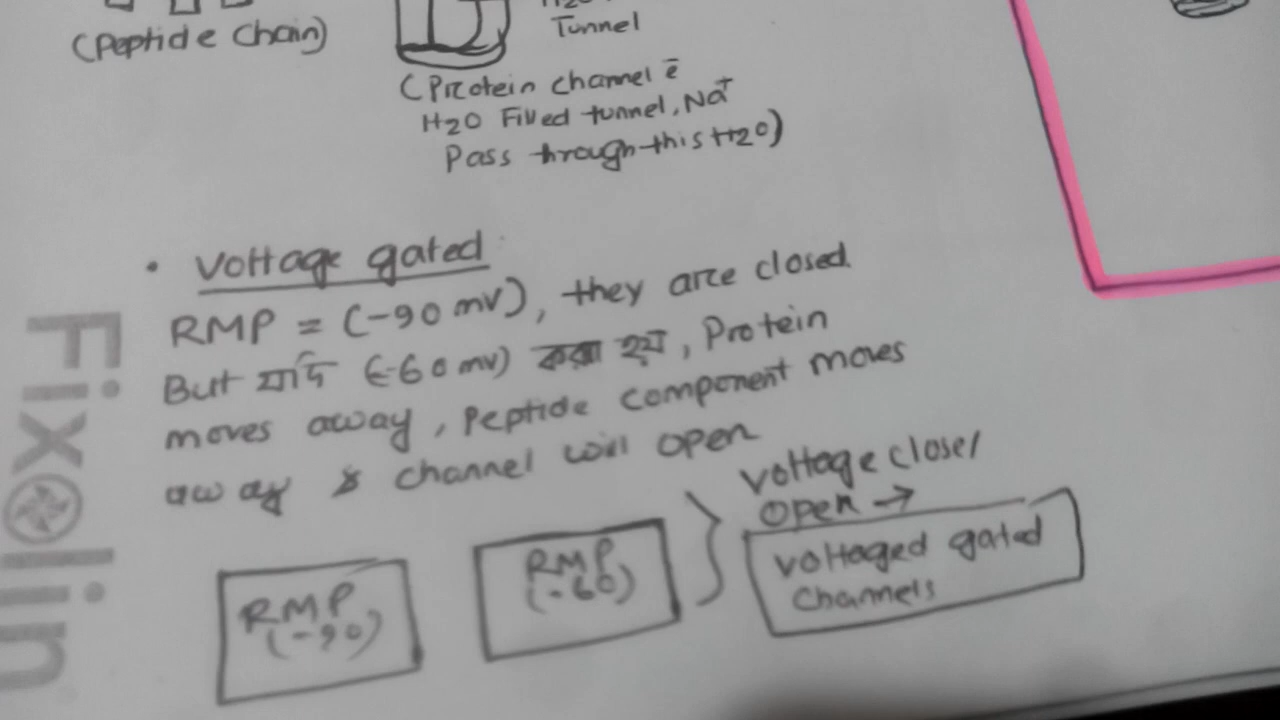 (Peptide Chain)
Tunnel
(Protein channel ē
H2O Filled tunnel, Na+
Pass through this H2O)
• Voltage gated
RMP = (-90 mv), they are closed.
But যদি (-60 mv) করা হয়, Protein
moves away, Peptide component moves
away & channel will open
Voltage close/
open →
Voltaged gated
Channels
RMP
(-60)
RMP
(-90)
Fixolin